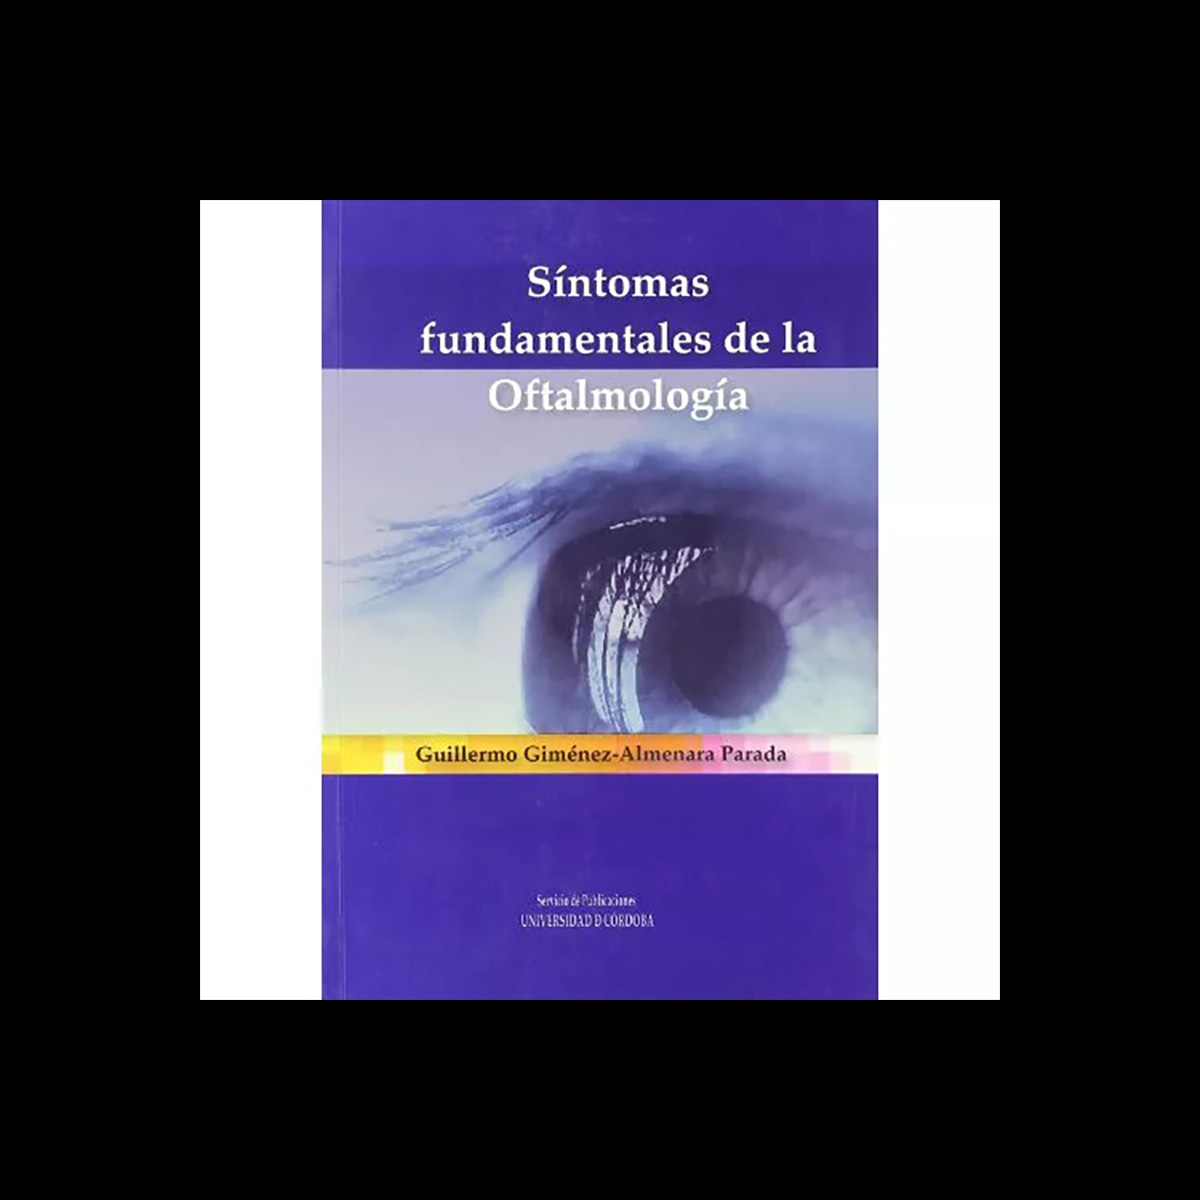 Síntomas
fundamentales de la
Oftalmología
Guillermo Giménez-Almenara Parada
Servicio de Publicaciones
UNIVERSIDAD Ð CORDOBA